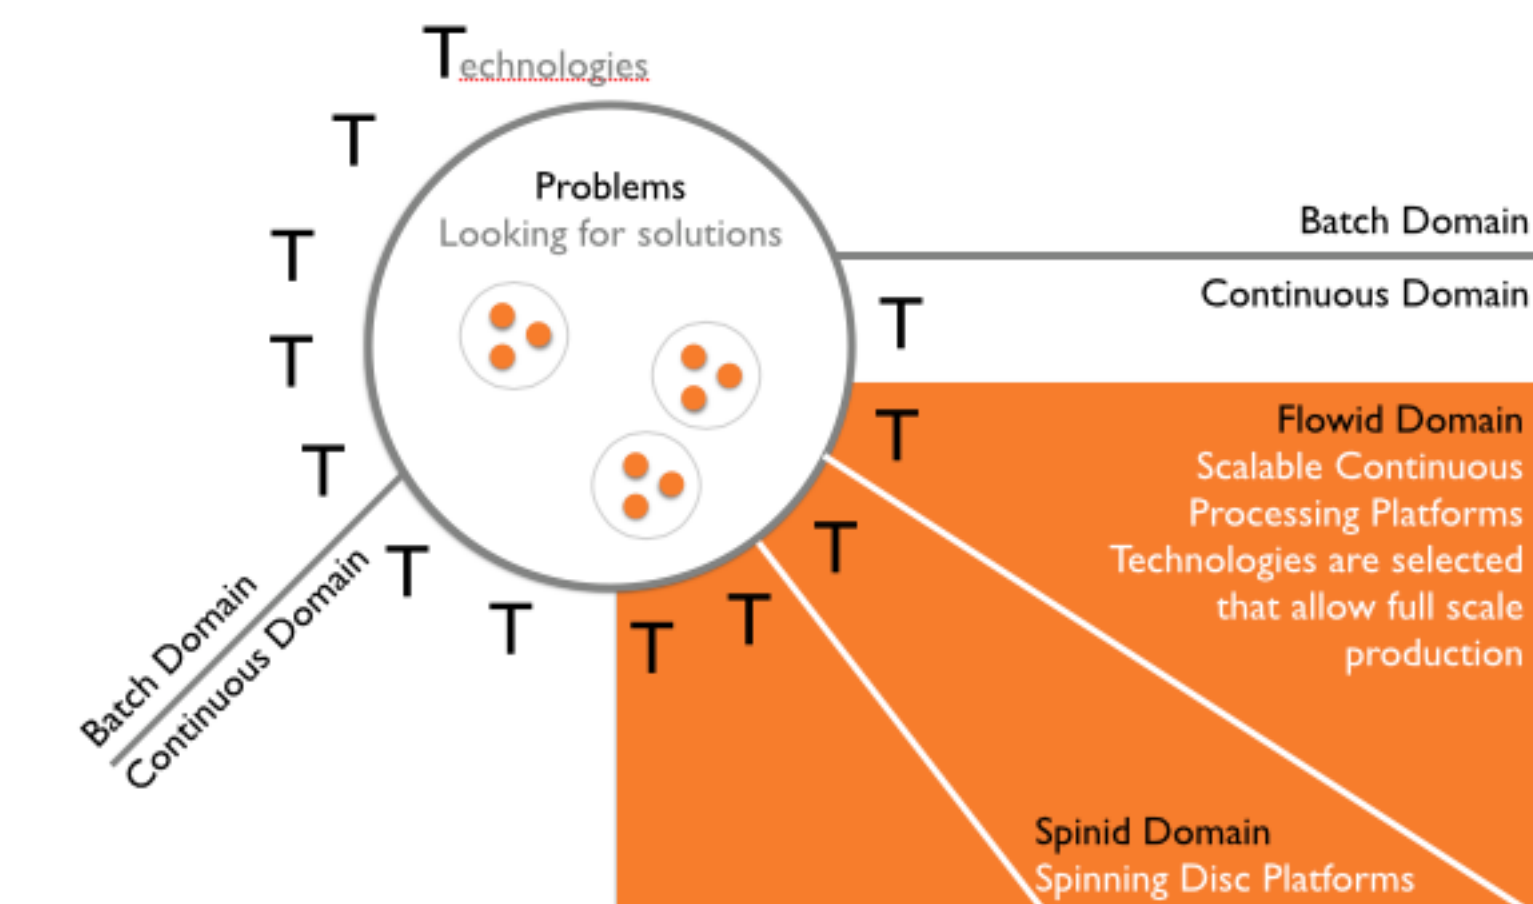 Technologies
T
Problems
Looking for solutions
Batch Domain
T
Continuous Domain
T
T
T
Flowid Domain
Scalable Continuous
Processing Platforms
Technologies are selected
that allow full scale
production
T
T
T
T
T
T
Batch Domain
Continuous Domain
Spinid Domain
Spinning Disc Platforms